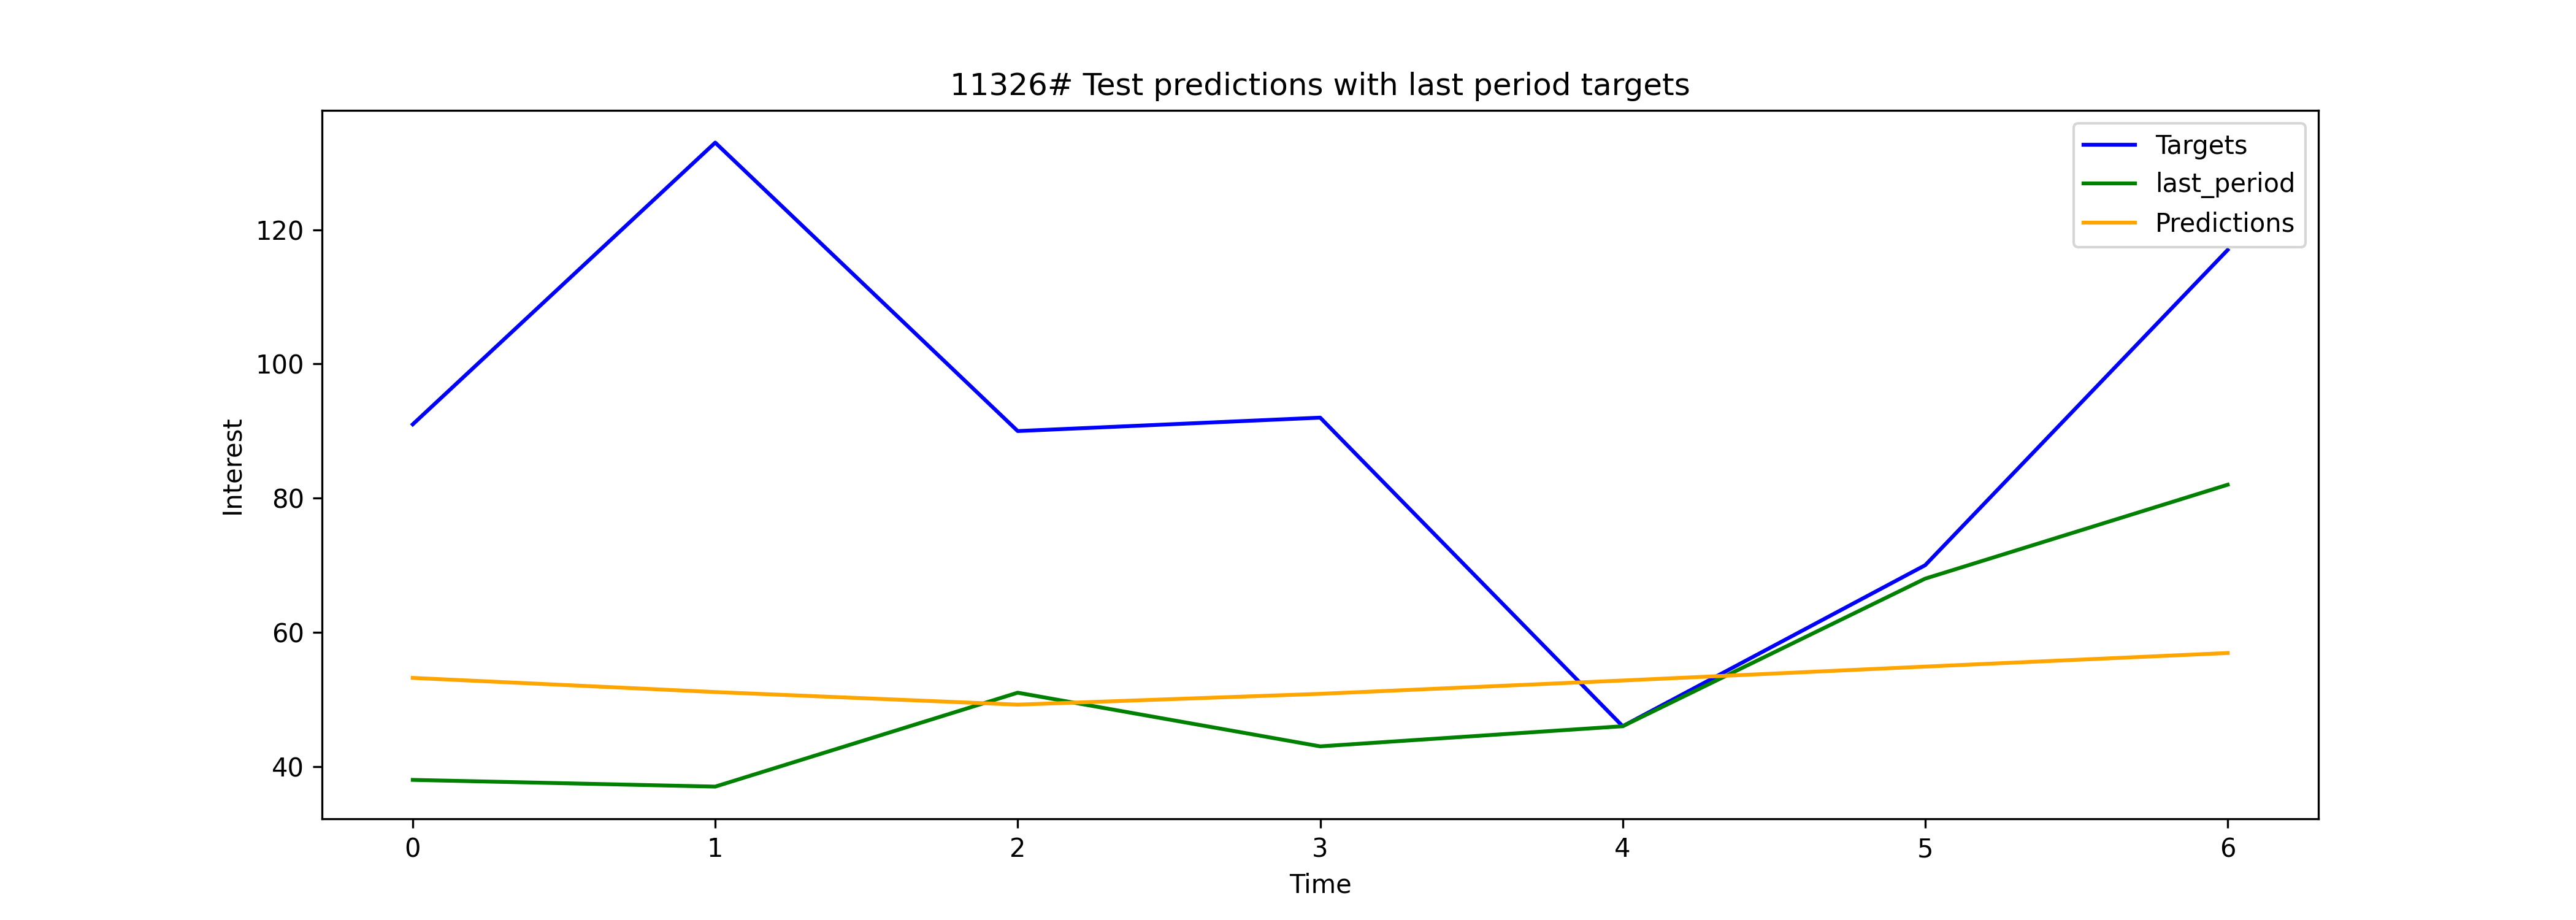 11326# Test predictions with last period targets
Targets
last_period
Predictions
120
100
80
60
40
Interest
0 1 2 3 4 5 6
Time